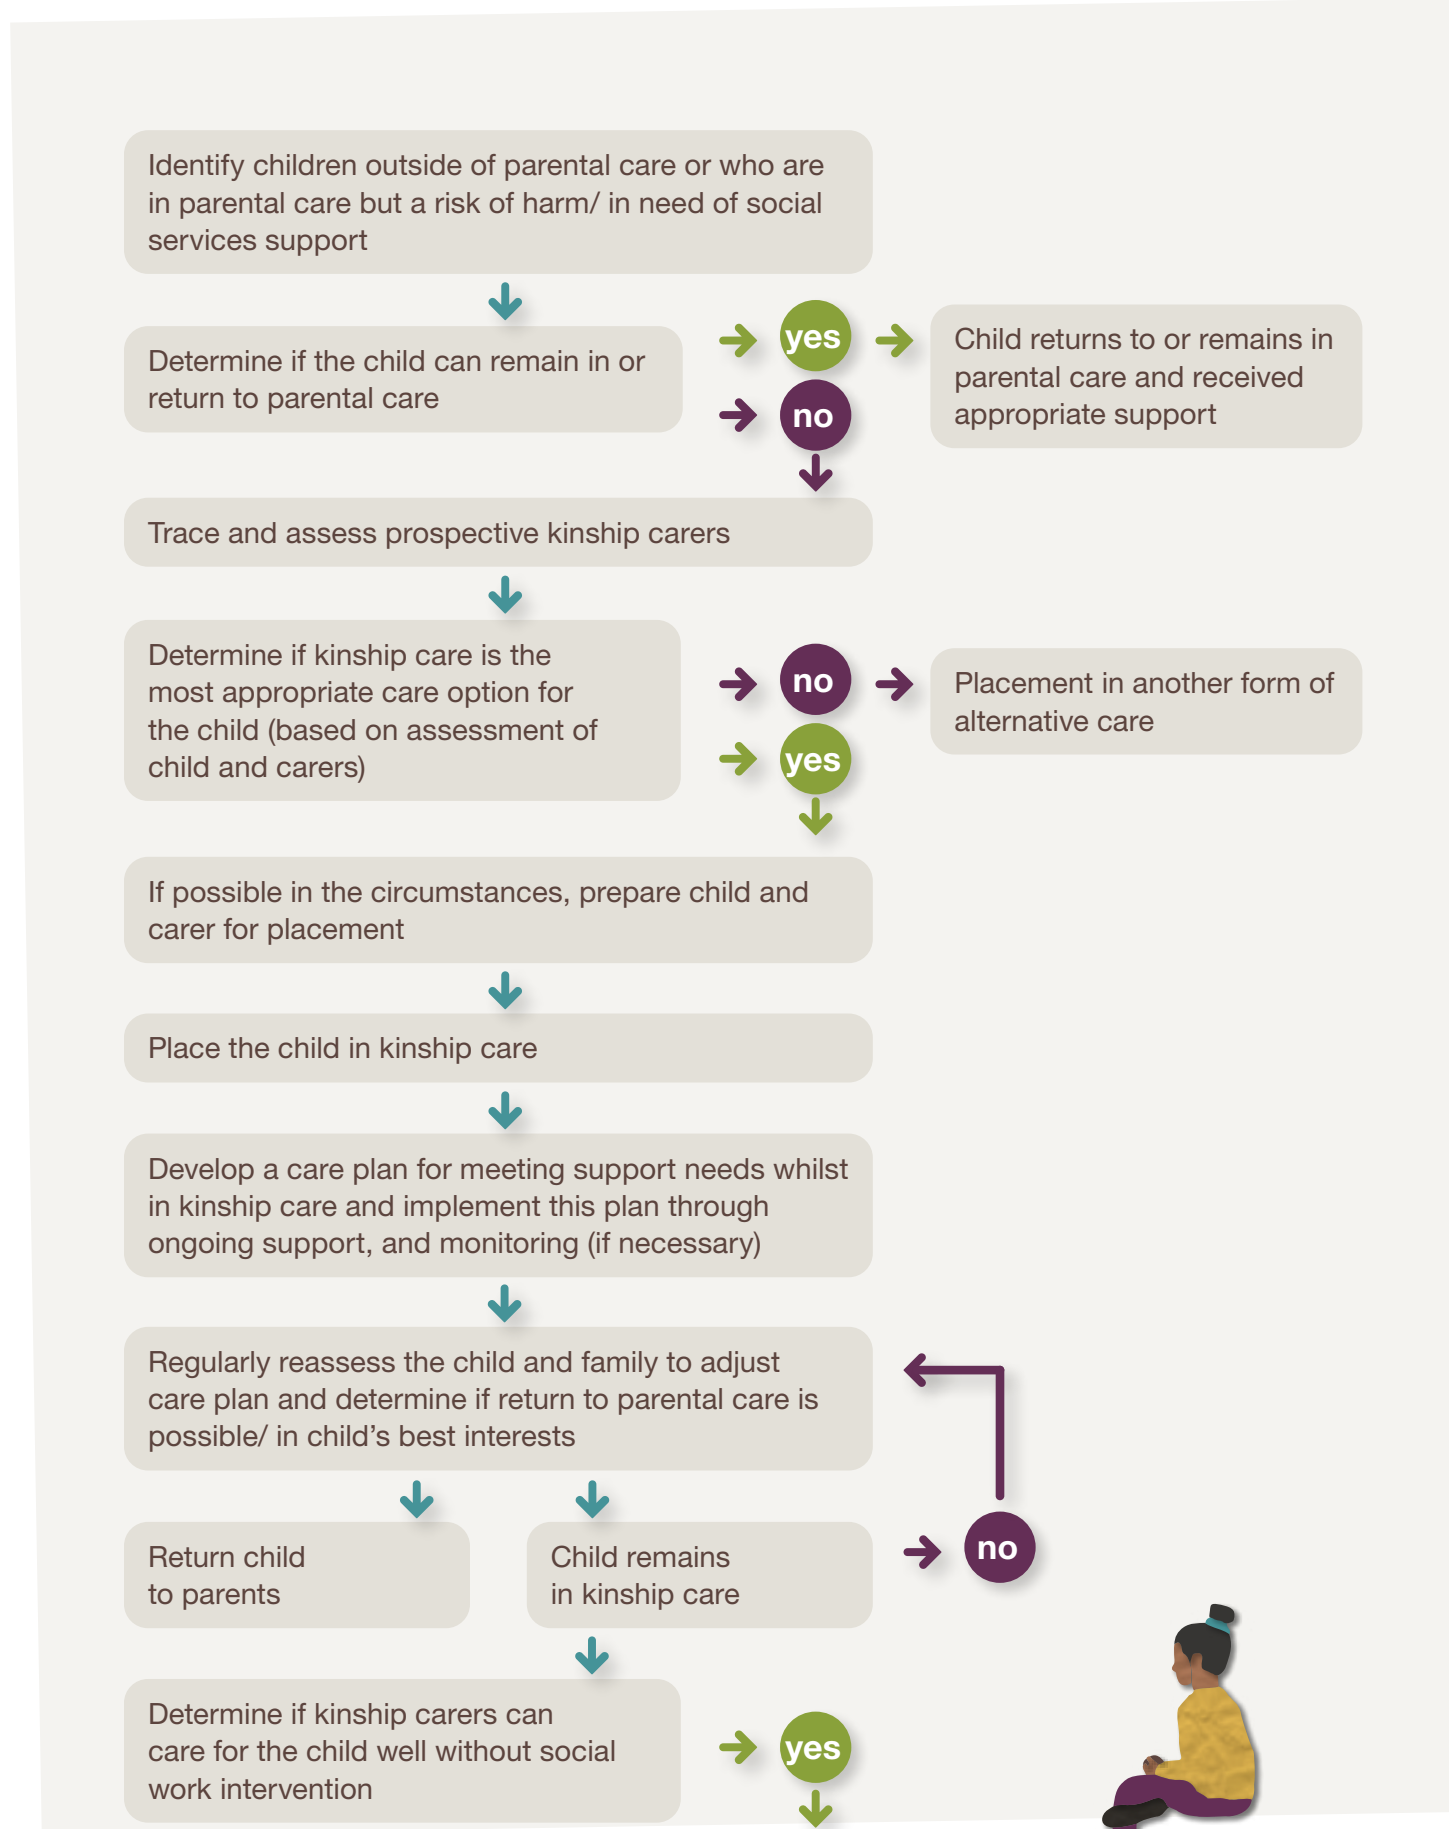 Identify children outside of parental care or who are
in parental care but a risk of harm/ in need of social
services support
Determine if the child can remain in or
return to parental care
yes
no
Child returns to or remains in
parental care and received
appropriate support
Trace and assess prospective kinship carers
Determine if kinship care is the
most appropriate care option for
the child (based on assessment of
child and carers)
no
yes
Placement in another form of
alternative care
If possible in the circumstances, prepare child and
carer for placement
Place the child in kinship care
Develop a care plan for meeting support needs whilst
in kinship care and implement this plan through
ongoing support, and monitoring (if necessary)
Regularly reassess the child and family to adjust
care plan and determine if return to parental care is
possible/ in child’s best interests
Return child
to parents
Child remains
in kinship care
no
Determine if kinship carers can
care for the child well without social
work intervention
yes